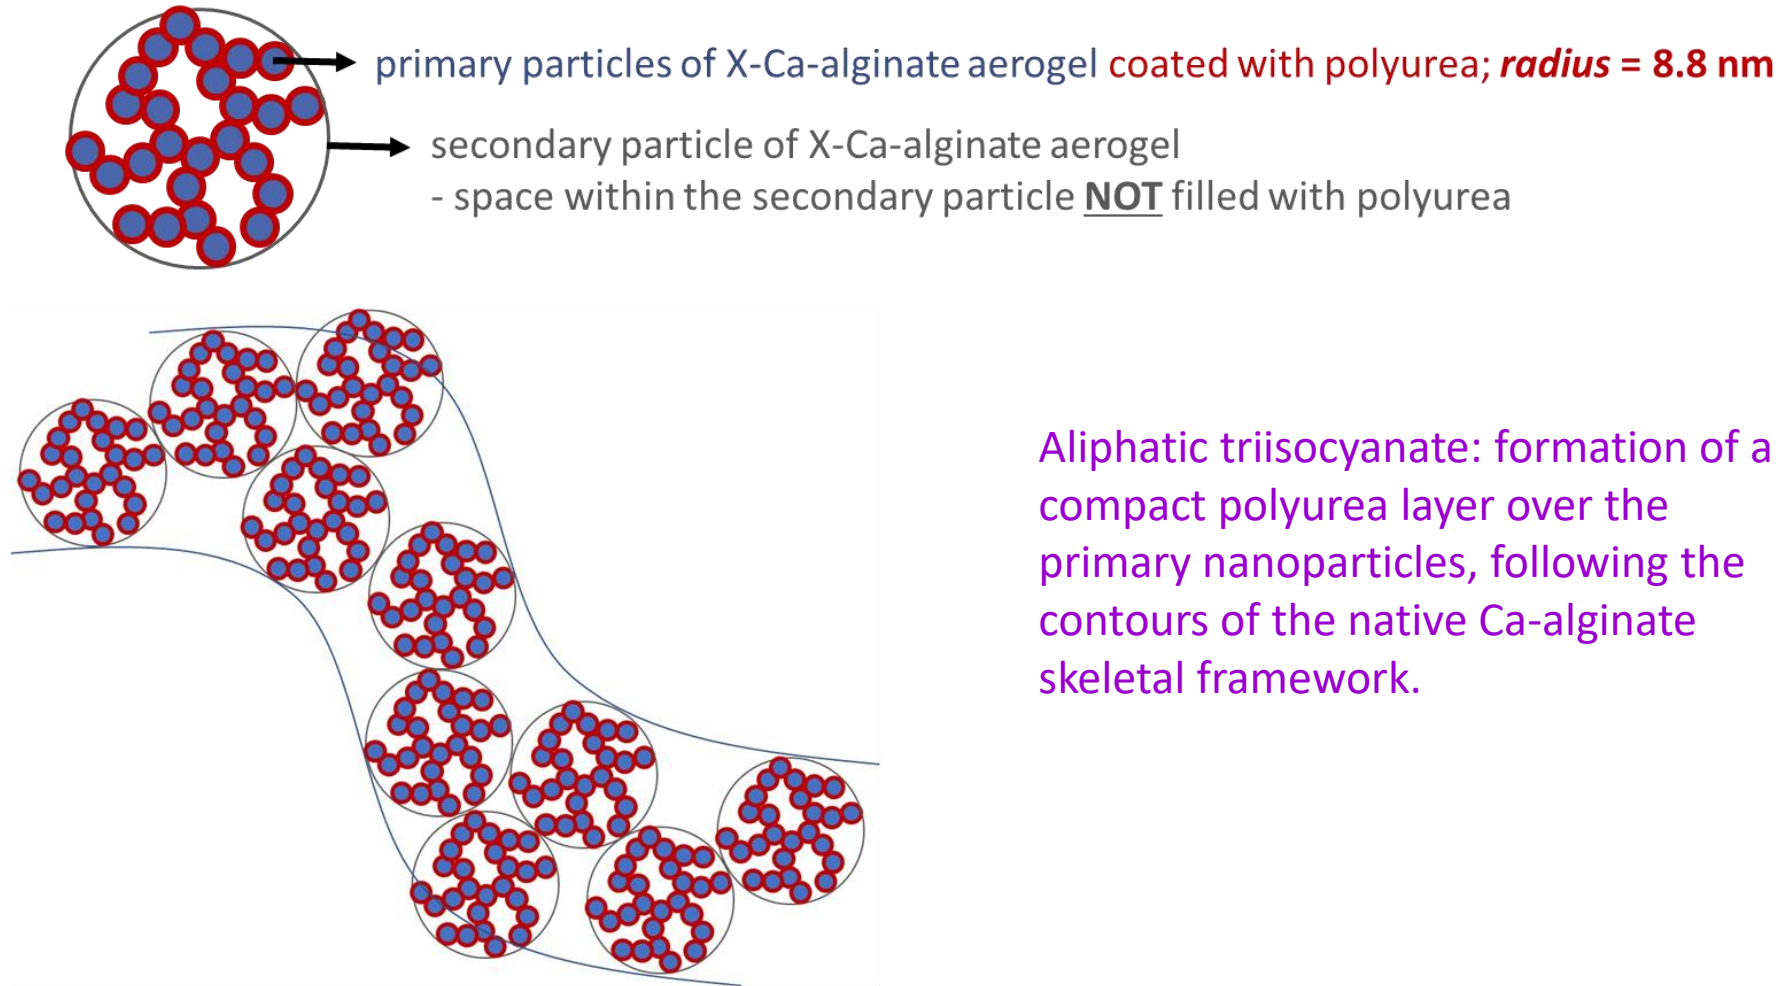 primary particles of X-Ca-alginate aerogel coated with polyurea; radius = 8.8 nm
secondary particle of X-Ca-alginate aerogel
- space within the secondary particle NOT filled with polyurea
Aliphatic triisocyanate: formation of a
compact polyurea layer over the
primary nanoparticles, following the
contours of the native Ca-alginate
skeletal framework.